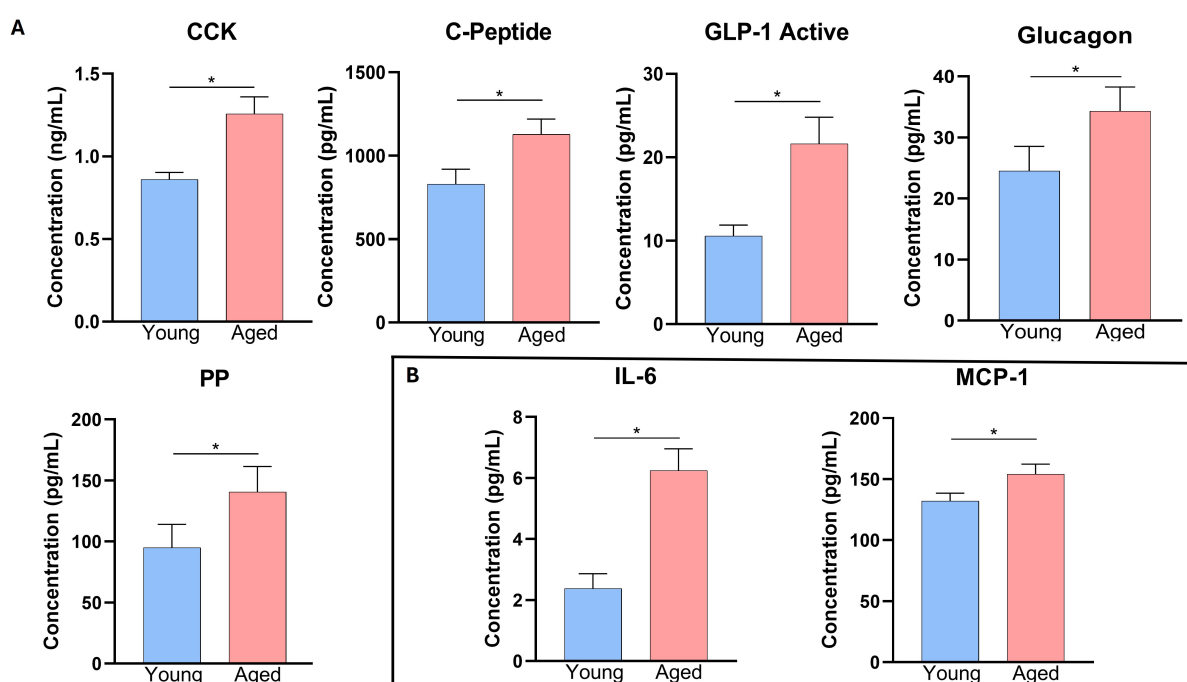 A
CCK
Concentration (ng/mL)
1.5
1.0
0.5
0.0
*
Young Aged
C-Peptide
Concentration (pg/mL)
1500
1000
500
0
*
Young Aged
GLP-1 Active
Concentration (pg/mL)
30
20
10
0
*
Young Aged
Glucagon
Concentration (pg/mL)
40
30
20
10
0
*
Young Aged
PP
Concentration (pg/mL)
200
150
100
50
0
*
Young Aged
B
IL-6
Concentration (pg/mL)
8
6
4
2
0
*
Young Aged
MCP-1
Concentration (pg/mL)
200
150
100
50
0
*
Young Aged